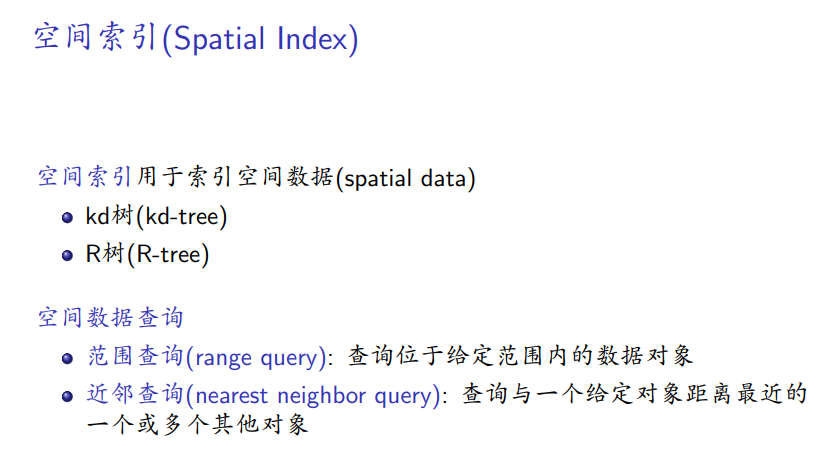 空间索引(Spatial Index)
空间索引用于索引空间数据(spatial data)
kd树(kd-tree)
R树(R-tree)
空间数据查询
范围查询(range query): 查询位于给定范围内的数据对象
近邻查询(nearest neighbor query): 查询与一个给定对象距离最近的
一个或多个其他对象